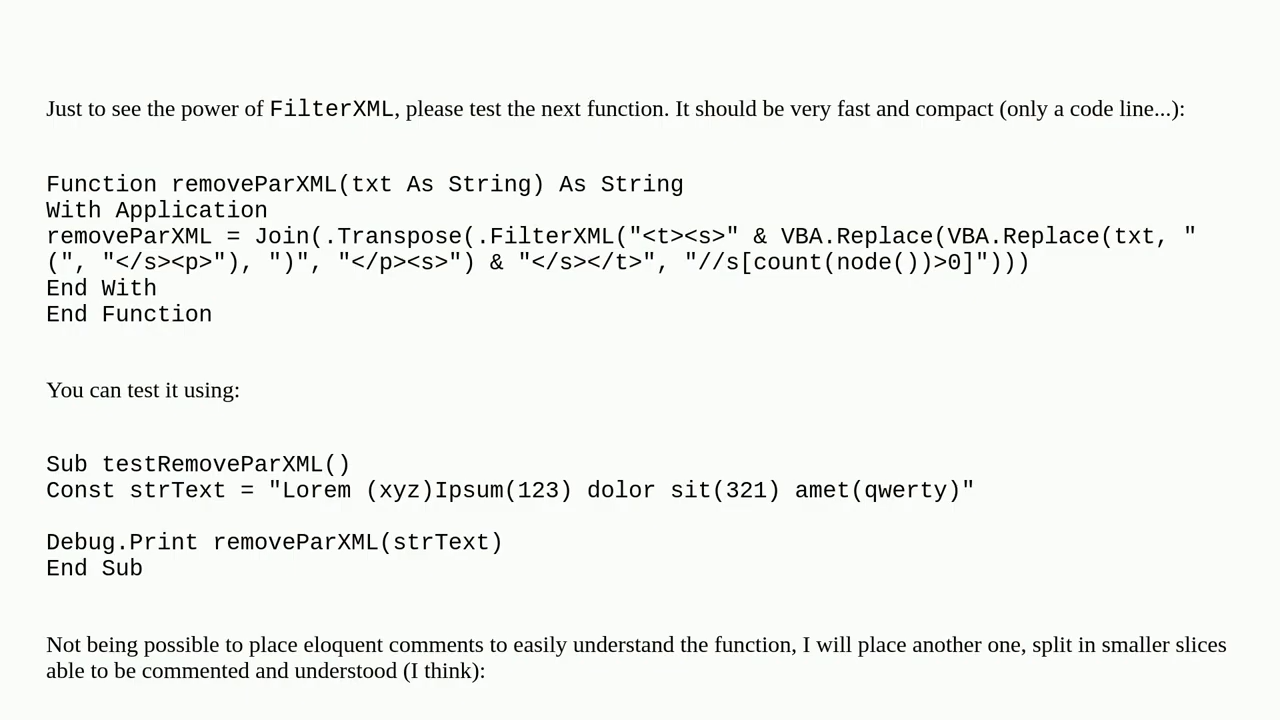 Just to see the power of FilterXML, please test the next function. It should be very fast and compact (only a code line...):
Function removeParXML(txt As String) As String
With Application
removeParXML = Join(.Transpose(.FilterXML("<t><s>" & VBA.Replace(VBA.Replace(txt, "
(", "</s><p>"), ")", "</p><s>") & "</s></t>", "//s[count(node())>0]")))
End With
End Function
You can test it using:
Sub testRemoveParXML()
Const strText = "Lorem (xyz)Ipsum(123) dolor sit(321) amet(qwerty)"
Debug.Print removeParXML(strText)
End Sub
Not being possible to place eloquent comments to easily understand the function, I will place another one, split in smaller slices
able to be commented and understood (I think):